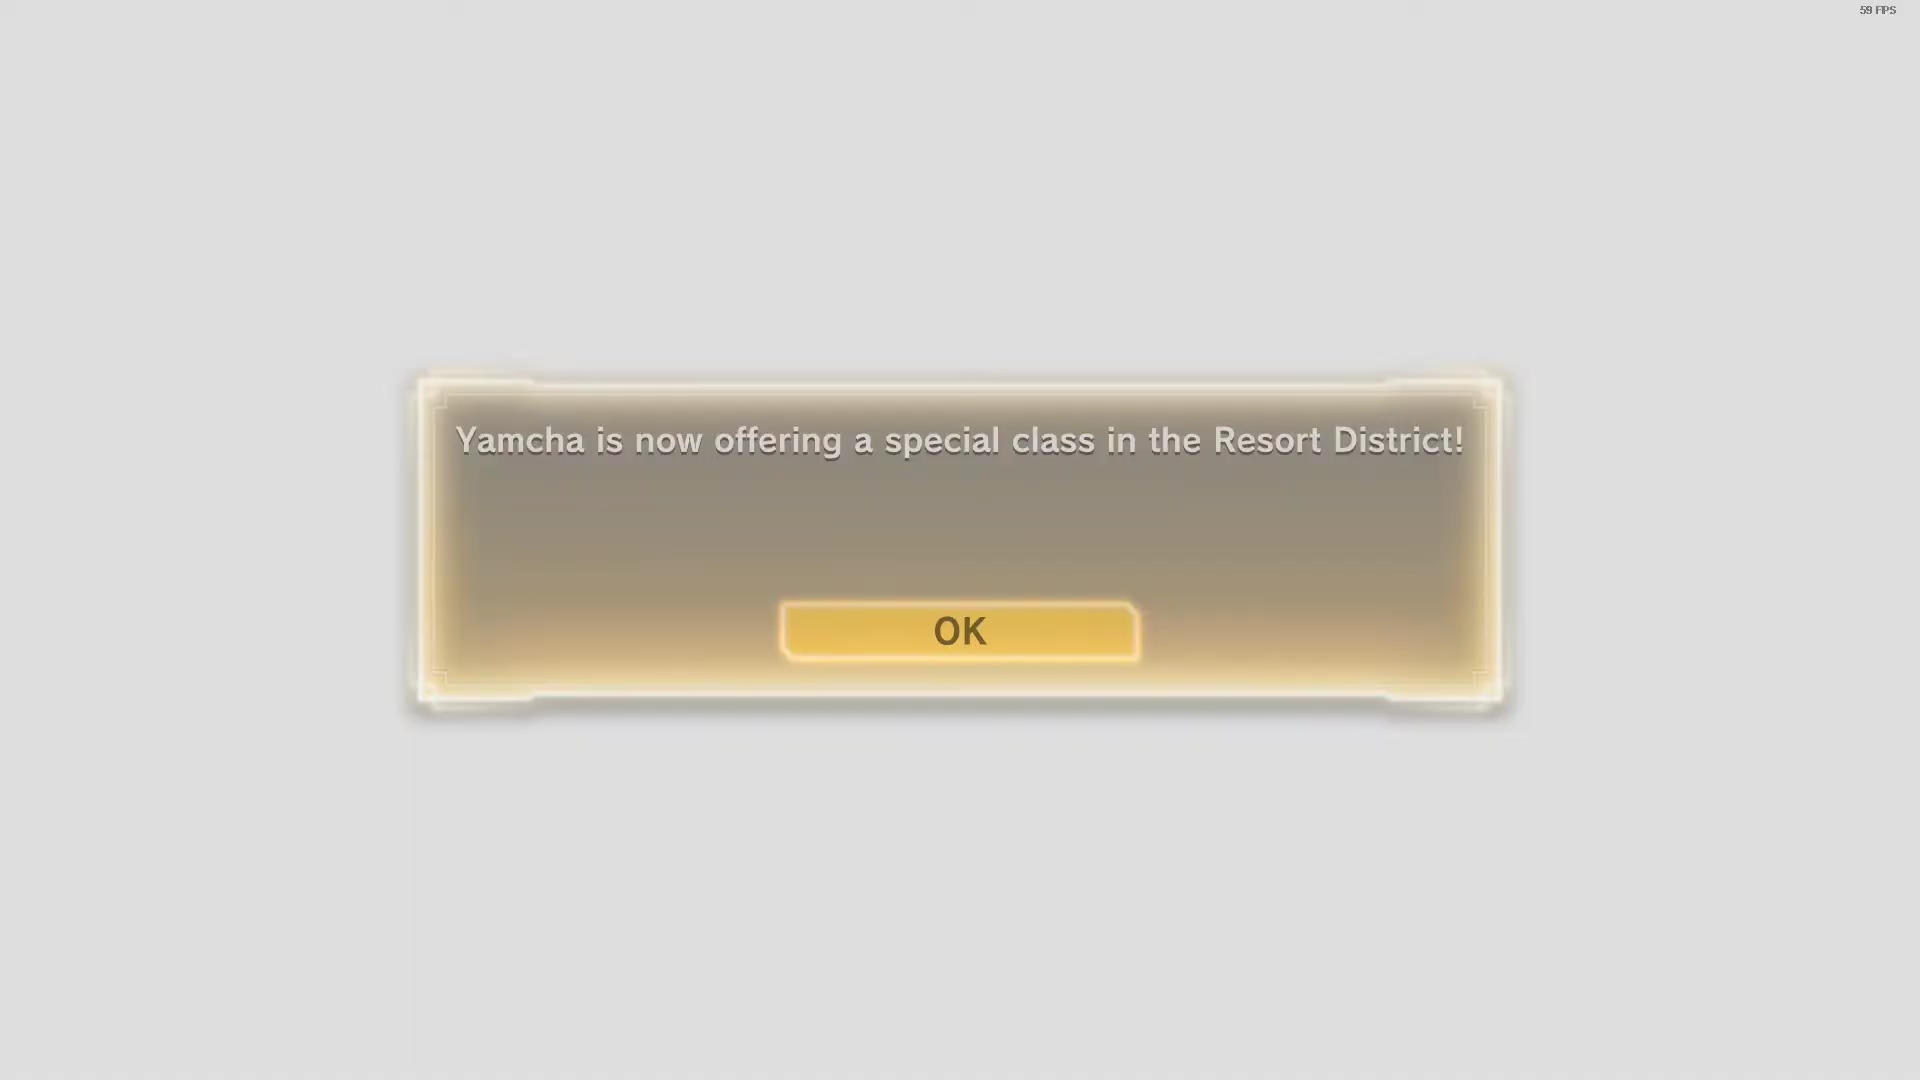 59 FPS
Yamcha is now offering a special class in the Resort District!
OK